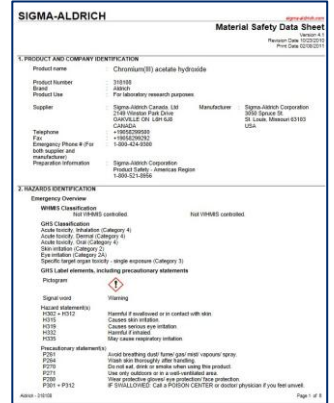 SIGMA-ALDRICH
sigma-aldrich.com
Material Safety Data Sheet
Version 4.1
Revision Date 10/23/2010
Print Date 02/08/2011
1. PRODUCT AND COMPANY IDENTIFICATION
Product name : Chromium(III) acetate hydroxide
Product Number : 318108
Brand : Aldrich
Product Use : For laboratory research purposes.
Supplier : Sigma-Aldrich Canada, Ltd Manufacturer : Sigma-Aldrich Corporation
2149 Winston Park Drive 3050 Spruce St.
OAKVILLE ON L6H 6J8 St. Louis, Missouri 63103
CANADA USA
Telephone : +19058299500
Fax : +19058299292
Emergency Phone # (For : 1-800-424-9300
both supplier and
manufacturer)
Preparation Information : Sigma-Aldrich Corporation
Product Safety - Americas Region
1-800-521-8956
2. HAZARDS IDENTIFICATION
Emergency Overview
WHMIS Classification
Not WHMIS controlled. Not WHMIS controlled.
GHS Classification
Acute toxicity, Inhalation (Category 4)
Acute toxicity, Dermal (Category 4)
Acute toxicity, Oral (Category 4)
Skin irritation (Category 2)
Eye irritation (Category 2A)
Specific target organ toxicity - single exposure (Category 3)
GHS Label elements, including precautionary statements
Pictogram
Signal word Warning
Hazard statement(s)
H302 + H312 Harmful if swallowed or in contact with skin.
H315 Causes skin irritation.
H319 Causes serious eye irritation.
H332 Harmful if inhaled.
H335 May cause respiratory irritation.
Precautionary statement(s)
P261 Avoid breathing dust/ fume/ gas/ mist/ vapours/ spray.
P264 Wash skin thoroughly after handling.
P270 Do not eat, drink or smoke when using this product.
P271 Use only outdoors or in a well-ventilated area.
P280 Wear protective gloves/ eye protection/ face protection.
P301 + P312 IF SWALLOWED: Call a POISON CENTER or doctor/ physician if you feel unwell.
Aldrich - 318108 Page 1 of 8